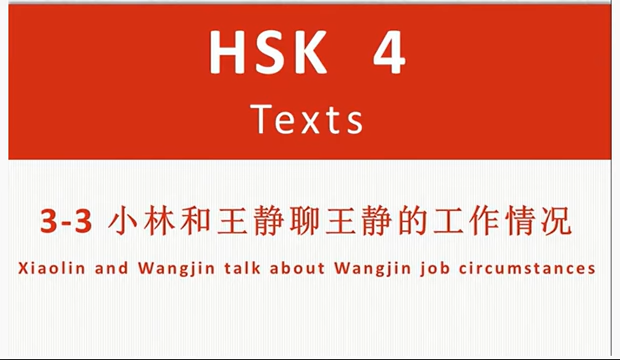 HSK 4
Texts
3-3 小林和王静聊王静的工作情况
Xiaolin and Wangjin talk about Wangjin job circumstances